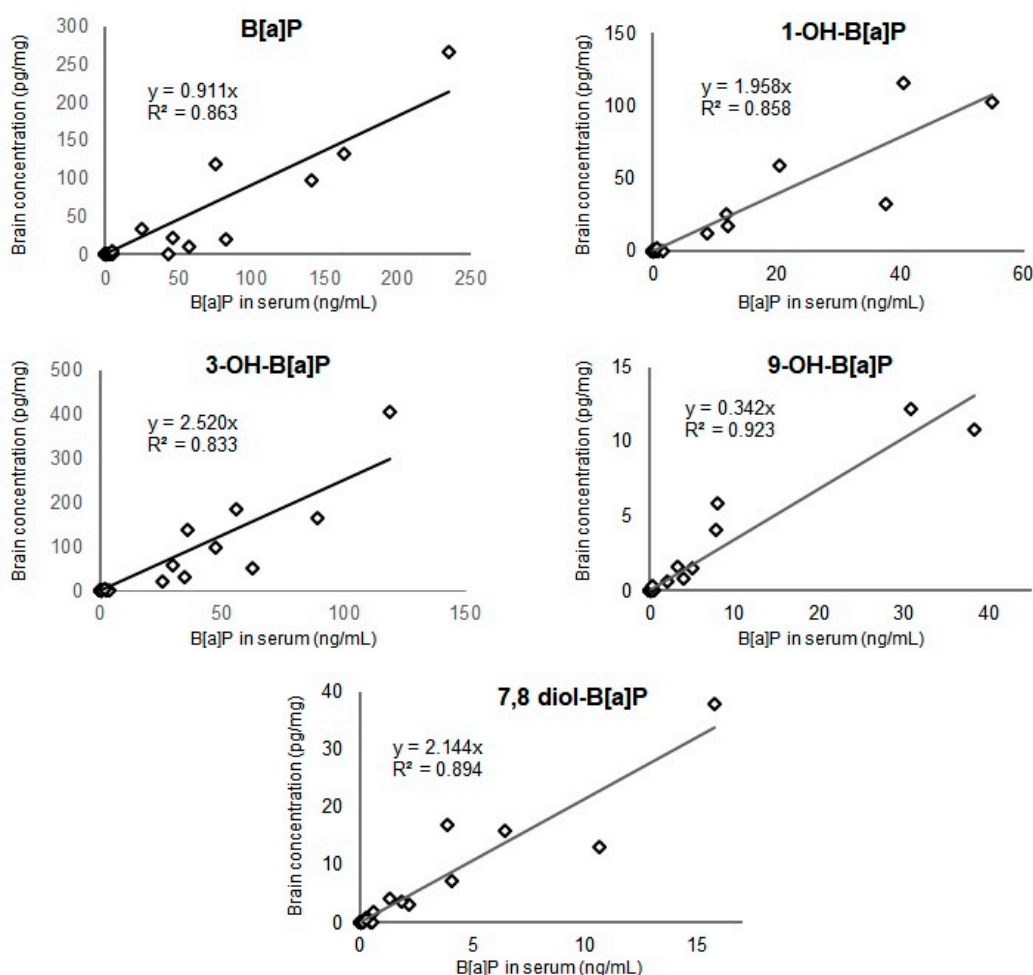 B[a]P
Brain concentration (pg/mg)
300
250
200
150
100
50
0
y = 0.911x
R² = 0.863
0 50 100 150 200 250
B[a]P in serum (ng/mL)
1-OH-B[a]P
Brain concentration (pg/mg)
150
100
50
0
y = 1.958x
R² = 0.858
0 20 40 60
B[a]P in serum (ng/mL)
3-OH-B[a]P
Brain concentration (pg/mg)
500
400
300
200
100
0
y = 2.520x
R² = 0.833
0 50 100 150
B[a]P in serum (ng/mL)
9-OH-B[a]P
Brain concentration (pg/mg)
15
10
5
0
y = 0.342x
R² = 0.923
0 10 20 30 40
B[a]P in serum (ng/mL)
7,8 diol-B[a]P
Brain concentration (pg/mg)
40
30
20
10
0
y = 2.144x
R² = 0.894
0 5 10 15
B[a]P in serum (ng/mL)